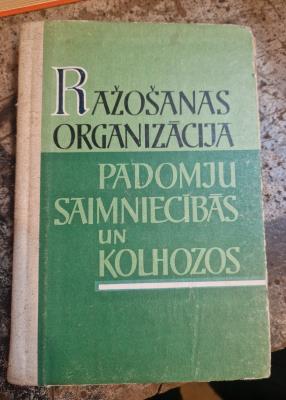 RAŽOŠANAS
ORGANIZĀCIJA
PADOMJU
SAIMNIECĪBĀS
UN
KOLHOZOS